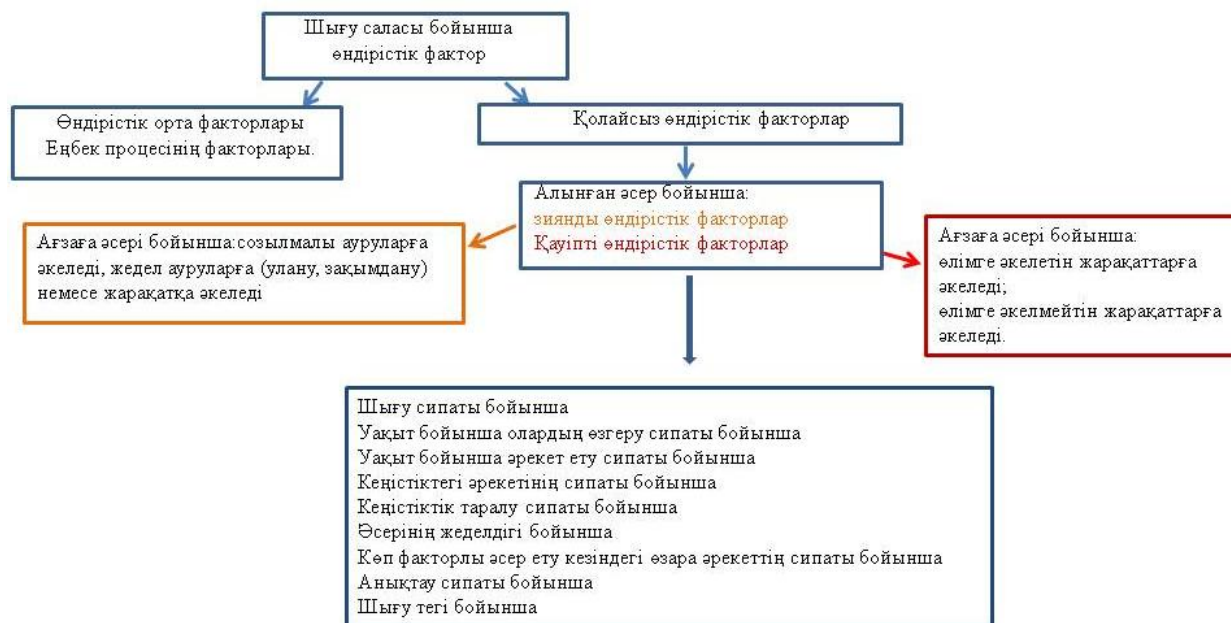 Шығу саласы бойынша
өндірістік фактор
Өндірістік орта факторлары
Еңбек процесінің факторлары.
Қолайсыз өндірістік факторлар
Алынған әсер бойынша:
зиянды өндірістік факторлар
Қауіпті өндірістік факторлар
Ағзаға әсері бойынша:созылмалы ауруларға
әкеледі, жедел ауруларға (улану, зақымдану)
немесе жарақатқа әкеледі
Ағзаға әсері бойынша:
өлімге әкелетін жарақаттарға
әкеледі;
өлімге әкелмейтін жарақаттарға
әкеледі.
Шығу сипаты бойынша
Уақыт бойынша олардың өзгеру сипаты бойынша
Уақыт бойынша әрекет ету сипаты бойынша
Кеңістіктегі әрекетінің сипаты бойынша
Кеңістіктік таралу сипаты бойынша
Әсерінің жеделдігі бойынша
Көп факторлы әсер ету кезіндегі өзара әрекеттің сипаты бойынша
Анықтау сипаты бойынша
Шығу тегі бойынша